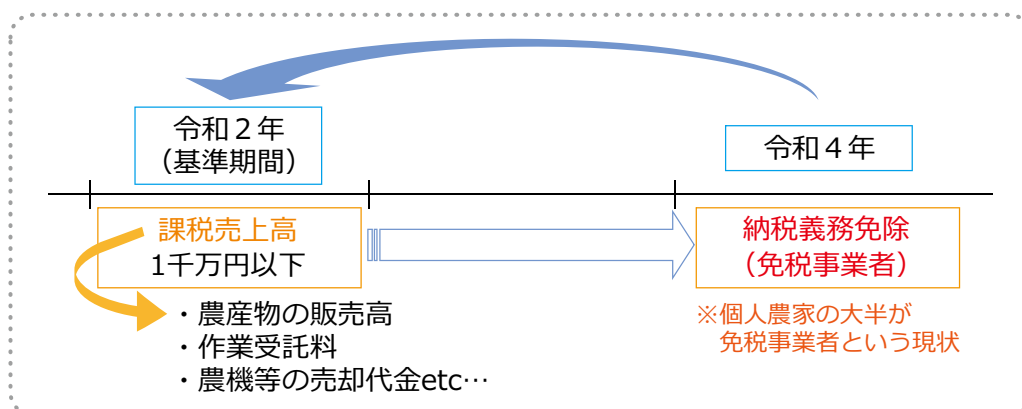 令和２年
（基準期間）
令和４年
課税売上高
1千万円以下
納税義務免除
（免税事業者）
・農産物の販売高
・作業受託料
・農機等の売却代金etc…
※個人農家の大半が
免税事業者という現状